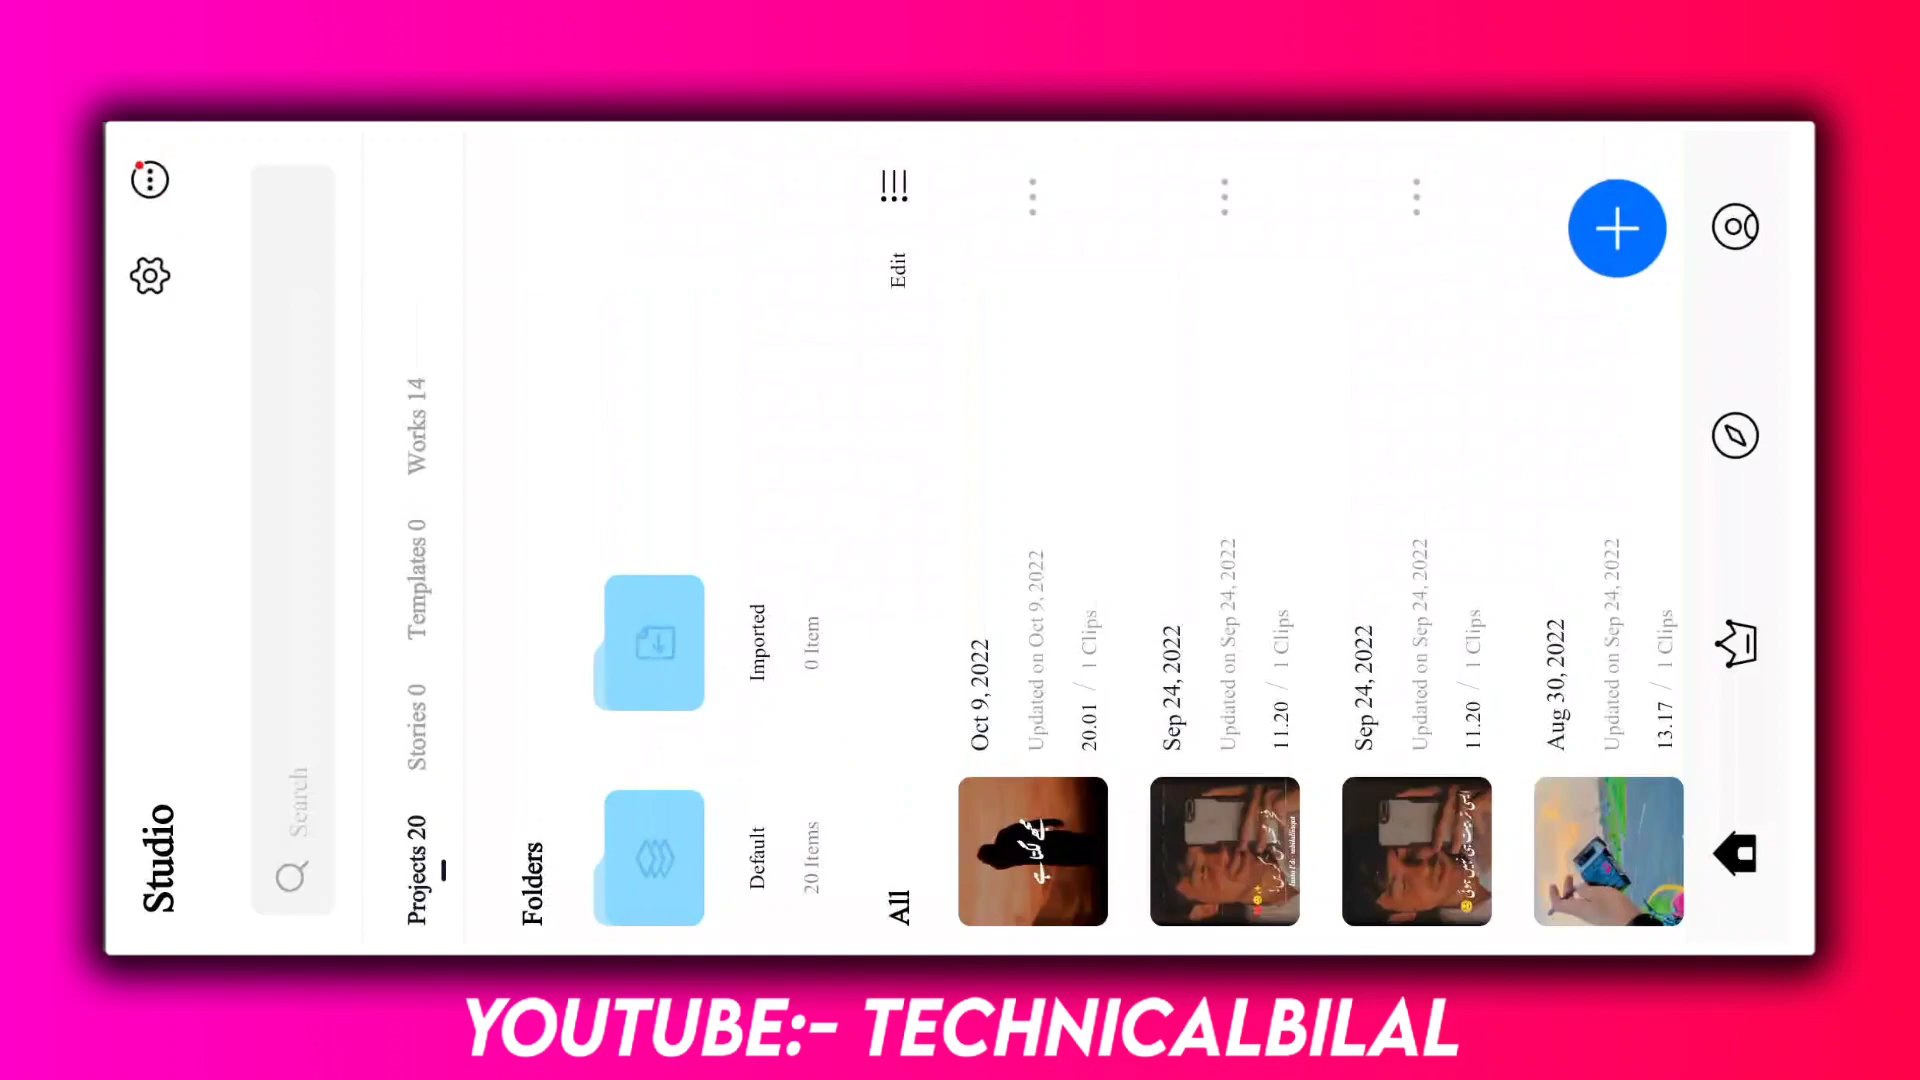 Studio
Search
Projects 20
Stories 0
Templates 0
Works 14
Folders
Default
20 Items
Imported
0 Item
All
Edit
Oct 9, 2022
Updated on Oct 9, 2022
20.01 / 1 Clips
Sep 24, 2022
Updated on Sep 24, 2022
11.20 / 1 Clips
Sep 24, 2022
Updated on Sep 24, 2022
11.20 / 1 Clips
Aug 30, 2022
Updated on Sep 24, 2022
13.17 / 1 Clips
YOUTUBE:- TECHNICALBILAL